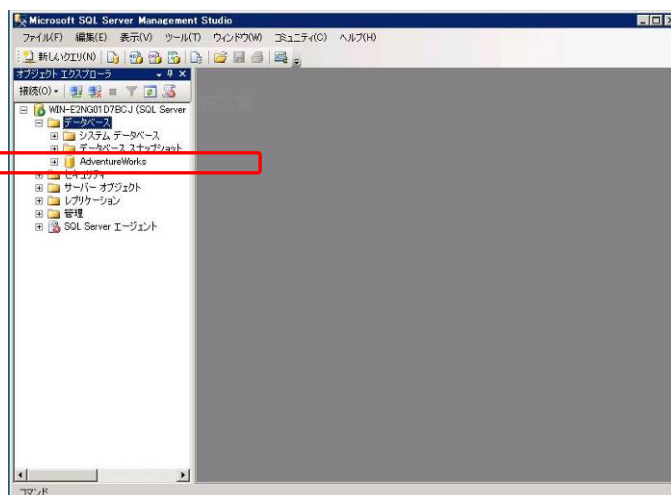 Microsoft SQL Server Management Studio
ファイル(F) 編集(E) 表示(V) ツール(T) ウィンドウ(W) コミュニティ(C) ヘルプ(H)
新しいクエリ(N)
オブジェクト エクスプローラ
接続(O)
WIN-E2NG01D7BCJ (SQL Server
データベース
システム データベース
データベース スナップショット
AdventureWorks
セキュリティ
サーバー オブジェクト
レプリケーション
管理
SQL Server エージェント
コマンド